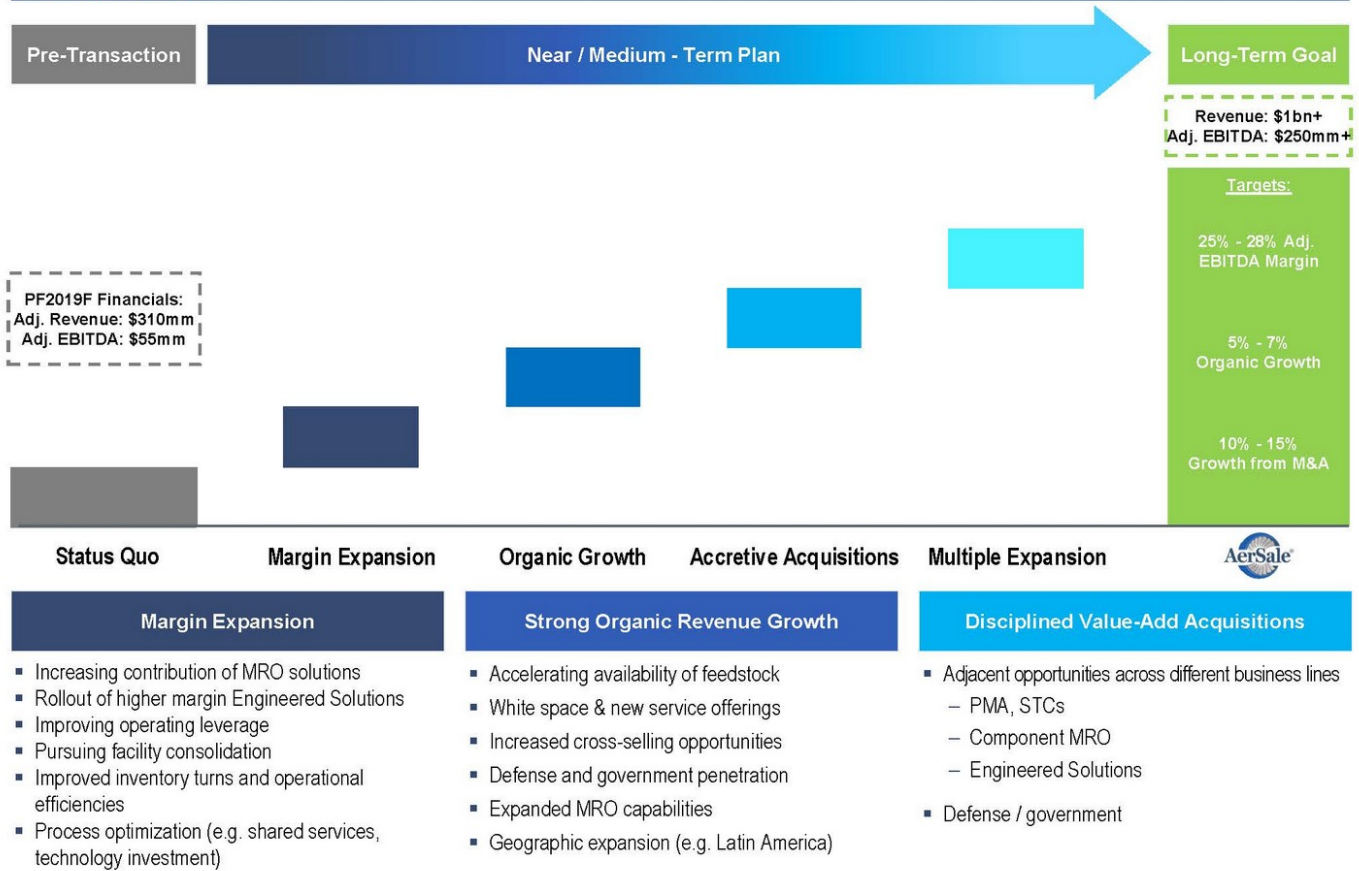 Pre-Transaction
Near / Medium - Term Plan
Long-Term Goal
Revenue: $1bn+
Adj. EBITDA: $250mm+
Targets:
25% - 28% Adj.
EBITDA Margin
PF2019F Financials:
Adj. Revenue: $310mm
Adj. EBITDA: $55mm
5% - 7%
Organic Growth
10% - 15%
Growth from M&A
Status Quo
Margin Expansion
Organic Growth
Accretive Acquisitions
Multiple Expansion
AerSale®
Margin Expansion
▪ Increasing contribution of MRO solutions
▪ Rollout of higher margin Engineered Solutions
▪ Improving operating leverage
▪ Pursuing facility consolidation
▪ Improved inventory turns and operational
efficiencies
▪ Process optimization (e.g. shared services,
technology investment)
Strong Organic Revenue Growth
▪ Accelerating availability of feedstock
▪ White space & new service offerings
▪ Increased cross-selling opportunities
▪ Defense and government penetration
▪ Expanded MRO capabilities
▪ Geographic expansion (e.g. Latin America)
Disciplined Value-Add Acquisitions
▪ Adjacent opportunities across different business lines
– PMA, STCs
– Component MRO
– Engineered Solutions
▪ Defense / government